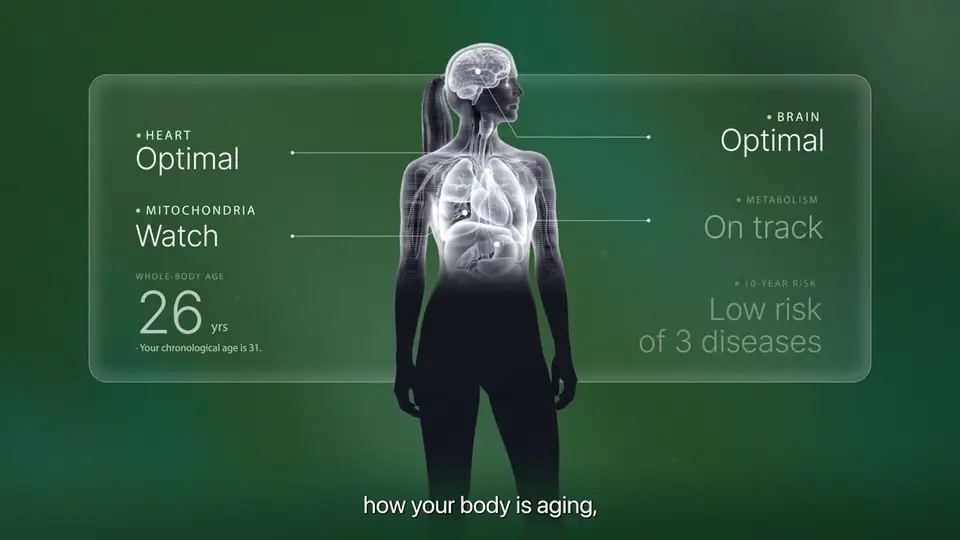 • HEART
Optimal
• MITOCHONDRIA
Watch
WHOLE-BODY AGE
26 yrs
- Your chronological age is 31.
• BRAIN
Optimal
• METABOLISM
On track
• 10-YEAR RISK
Low risk
of 3 diseases
how your body is aging,